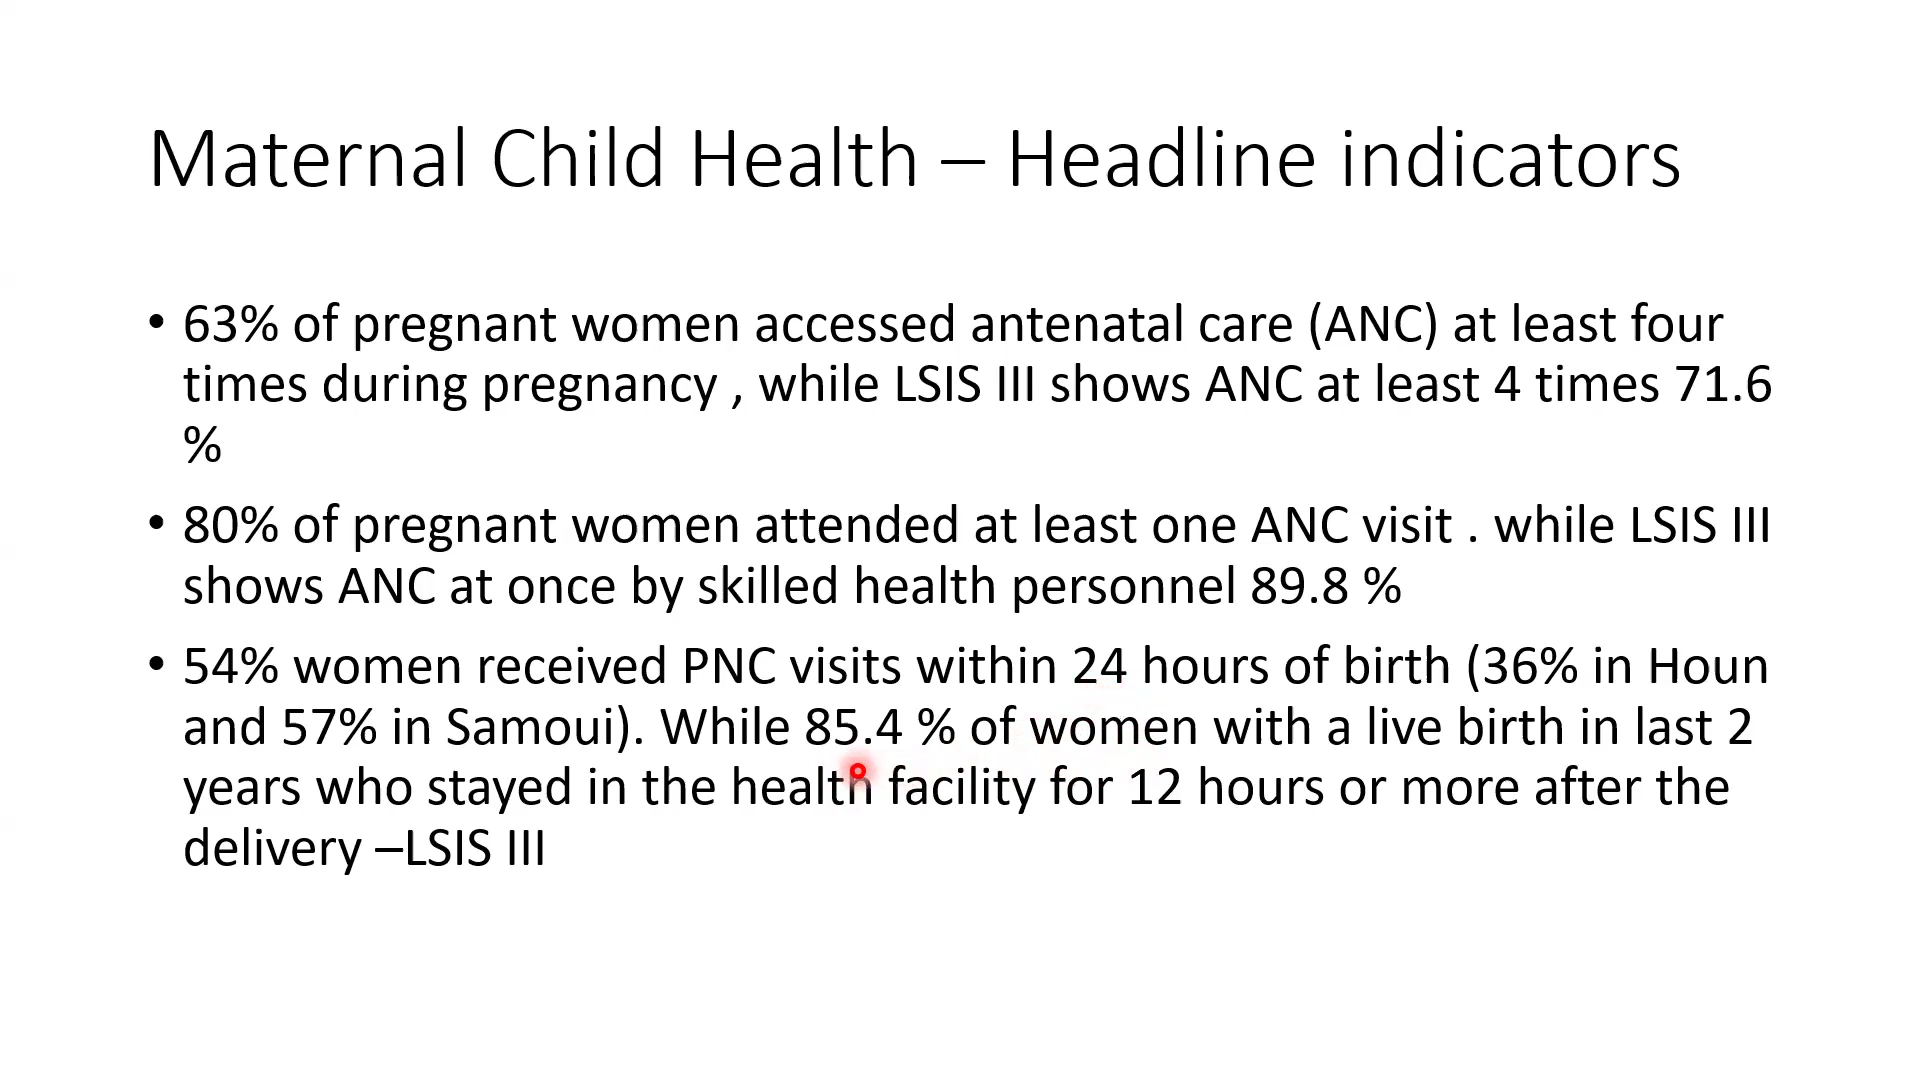 Maternal Child Health – Headline indicators
• 63% of pregnant women accessed antenatal care (ANC) at least four
times during pregnancy , while LSIS III shows ANC at least 4 times 71.6
%
• 80% of pregnant women attended at least one ANC visit . while LSIS III
shows ANC at once by skilled health personnel 89.8 %
• 54% women received PNC visits within 24 hours of birth (36% in Houn
and 57% in Samoui). While 85.4 % of women with a live birth in last 2
years who stayed in the health facility for 12 hours or more after the
delivery –LSIS III